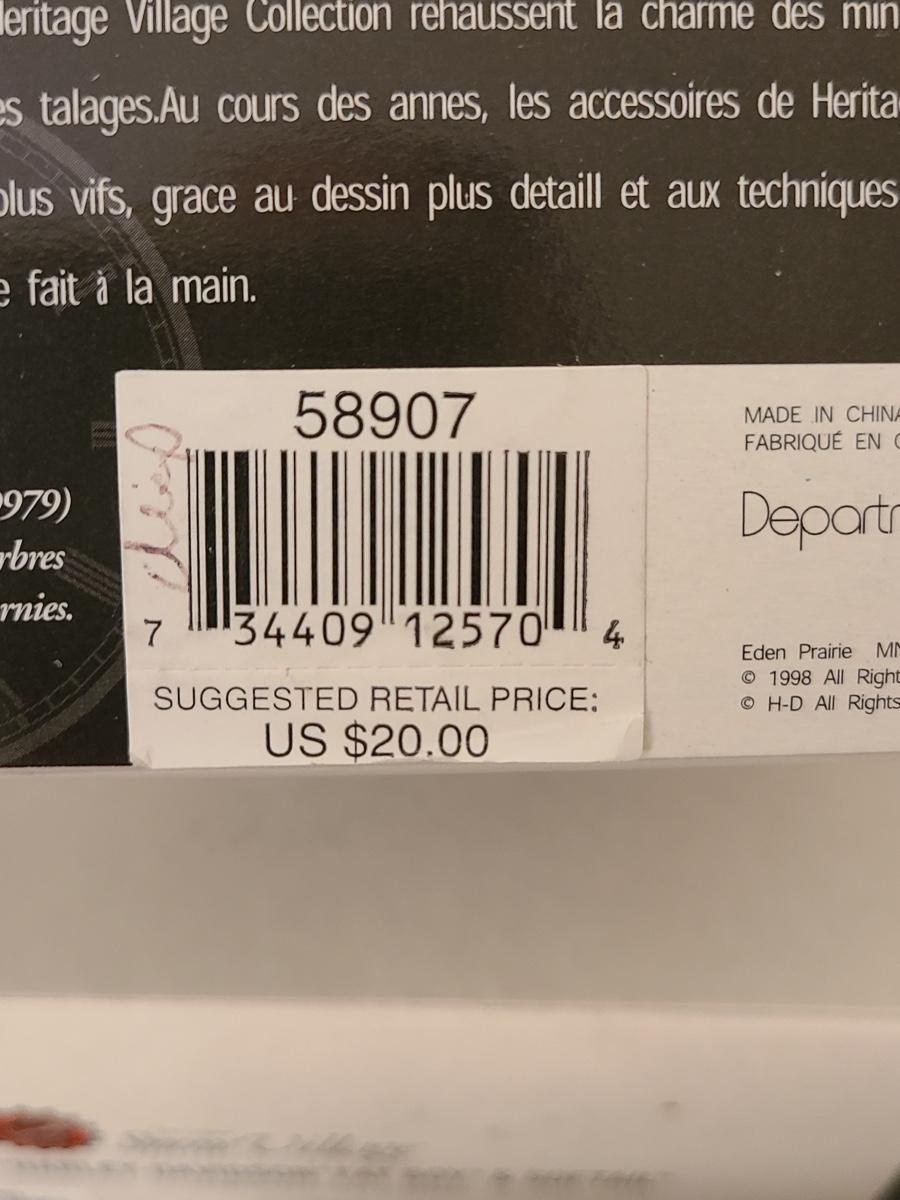 Heritage Village Collection rehaussent la charme des min
es talages.Au cours des annes, les accessoires de Herita
plus vifs, grace au dessin plus detaill et aux techniques
e fait à la main.
979)
rbres
rnies.
58907
7 34409 12570 4
SUGGESTED RETAIL PRICE:
US $20.00
MADE IN CHINA
FABRIQUÉ EN C
Departm
Eden Prairie MN
© 1998 All Right
© H-D All Rights